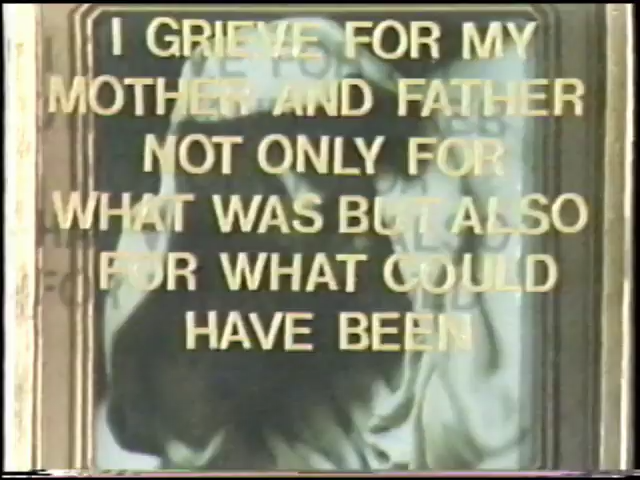 I GRIEVE FOR MY
MOTHER AND FATHER
NOT ONLY FOR
WHAT WAS BUT ALSO
FOR WHAT COULD
HAVE BEEN